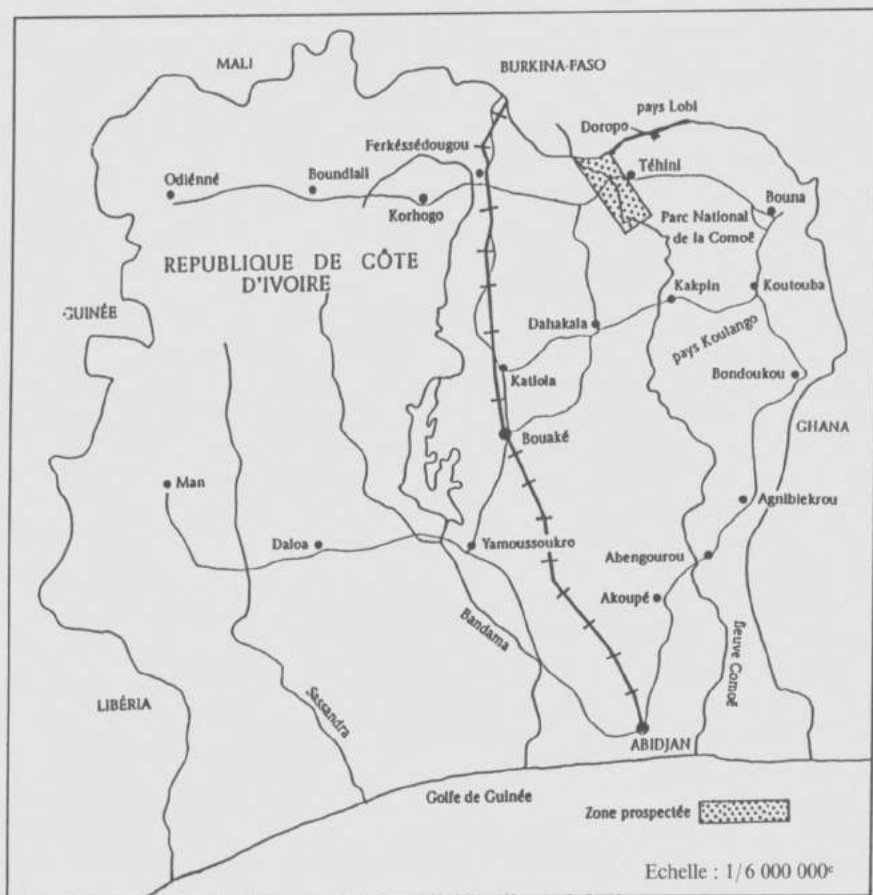 MALI
BURKINA-FASO
pays Lobi
Doropo
Ferkéssédougou
Téhini
Odiénné
Boundiali
Korhogo
Bouna
Parc National
de la Comoë
REPUBLIQUE DE CÔTE
D'IVOIRE
Kakpin
Koutouba
GUINÉE
Dahakala
pays Koulango
Katiola
Bondoukou
GHANA
Bouaké
Man
Agnibiekrou
Daloa
Yamoussoukro
Abengourou
Akoupé
Bandama
fleuve Comoë
LIBÉRIA
Sassandra
ABIDJAN
Golfe de Guinée
Zone prospectée
Echelle : 1/6 000 000e